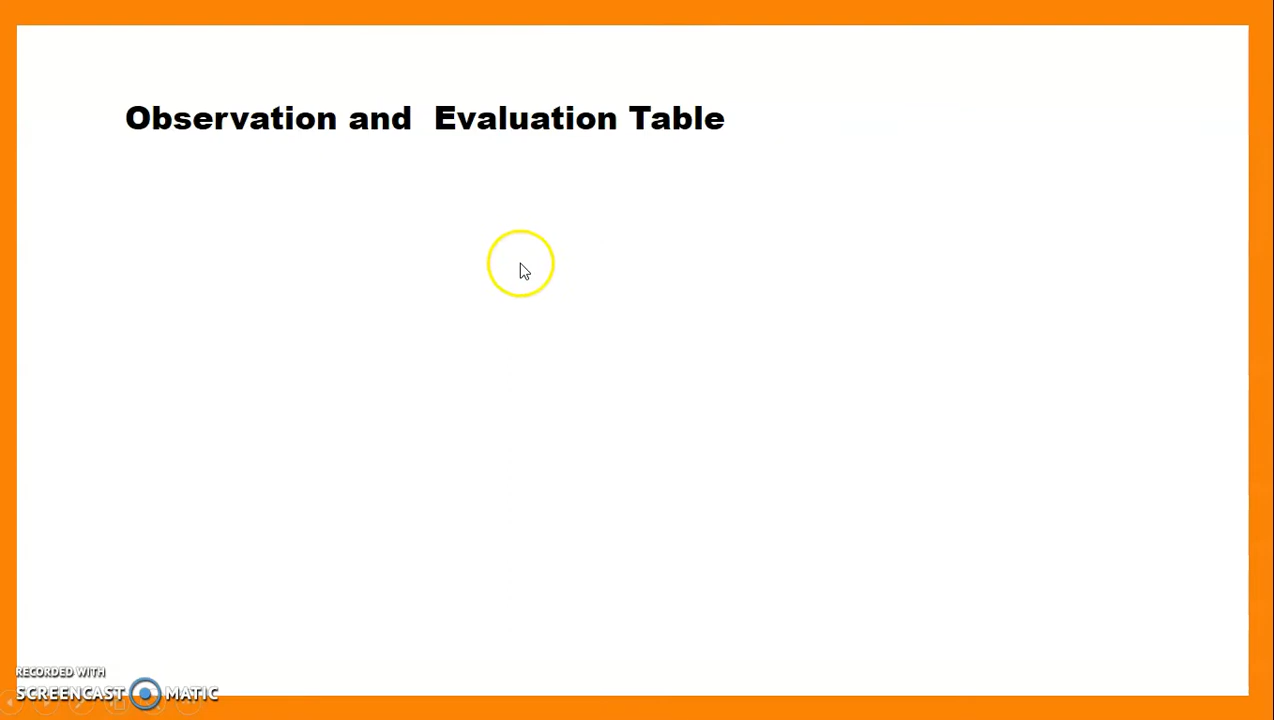 Observation and  Evaluation Table
RECORDED WITH
SCREENCAST MATIC